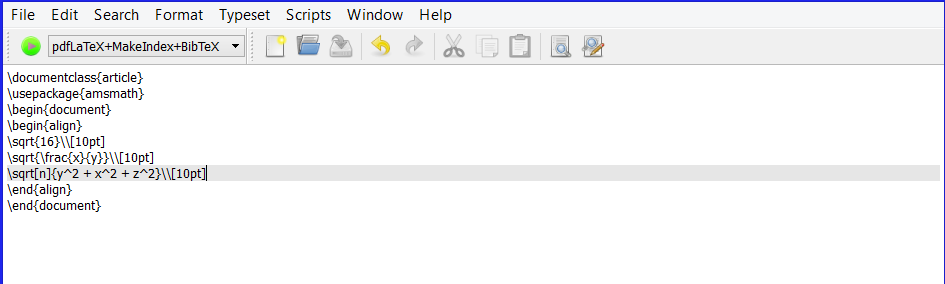 File Edit Search Format Typeset Scripts Window Help
pdfLaTeX+MakeIndex+BibTeX
\documentclass{article}
\usepackage{amsmath}
\begin{document}
\begin{align}
\sqrt{16}\\[10pt]
\sqrt{\frac{x}{y}}\\[10pt]
\sqrt[n]{y^2 + x^2 + z^2}\\[10pt]
\end{align}
\end{document}